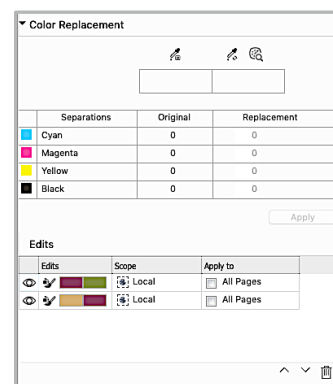 Color Replacement
Separations Original Replacement
Cyan 0 0
Magenta 0 0
Yellow 0 0
Black 0 0
Apply
Edits
Edits Scope Apply to
Local All Pages
Local All Pages